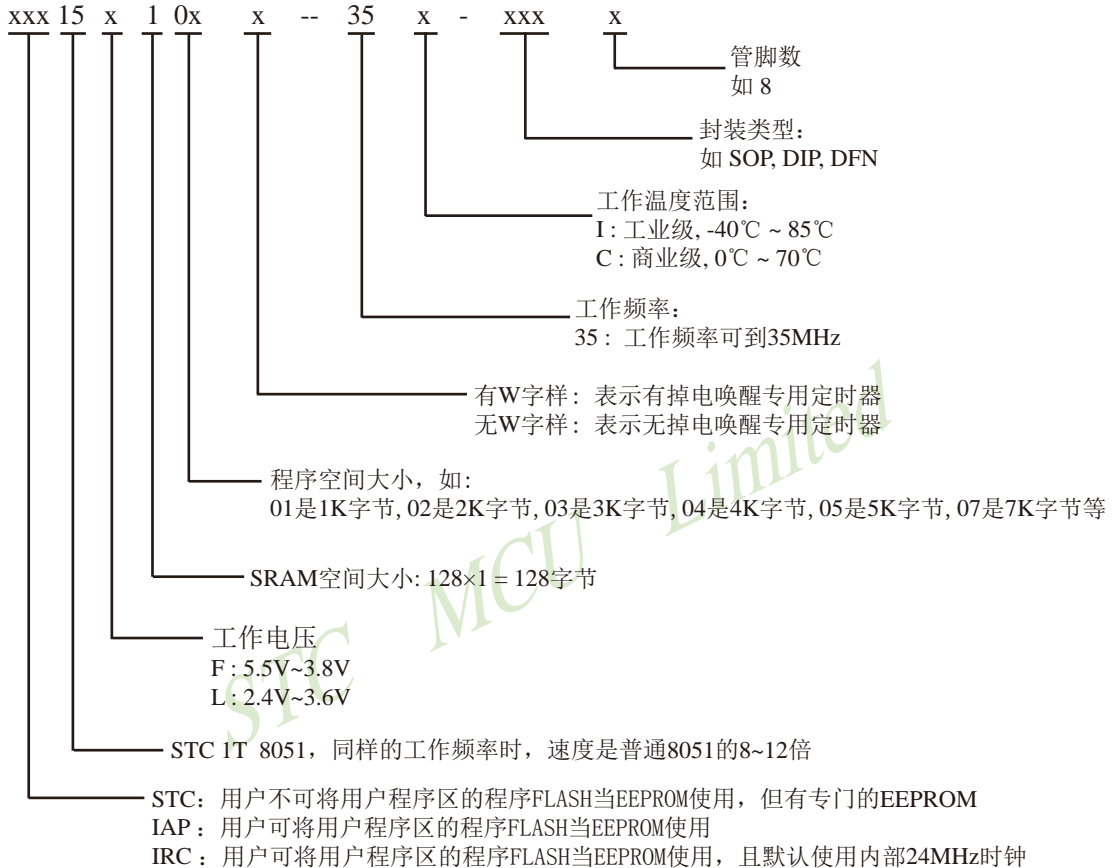 xxx 15 x 1 0x x -- 35 x - xxx x
管脚数
如 8
封装类型：
如 SOP, DIP, DFN
工作温度范围：
I : 工业级, -40℃ ~ 85℃
C : 商业级, 0℃ ~ 70℃
工作频率：
35 : 工作频率可到35MHz
有W字样： 表示有掉电唤醒专用定时器
无W字样： 表示无掉电唤醒专用定时器
程序空间大小，如：
01是1K字节, 02是2K字节, 03是3K字节, 04是4K字节, 05是5K字节, 07是7K字节等
SRAM空间大小: 128×1 = 128字节
工作电压
F : 5.5V~3.8V
L : 2.4V~3.6V
STC 1T 8051，同样的工作频率时，速度是普通8051的8~12倍
STC：用户不可将用户程序区的程序FLASH当EEPROM使用，但有专门的EEPROM
IAP：用户可将用户程序区的程序FLASH当EEPROM使用
IRC：用户可将用户程序区的程序FLASH当EEPROM使用，且默认使用内部24MHz时钟
STC MCU Limited